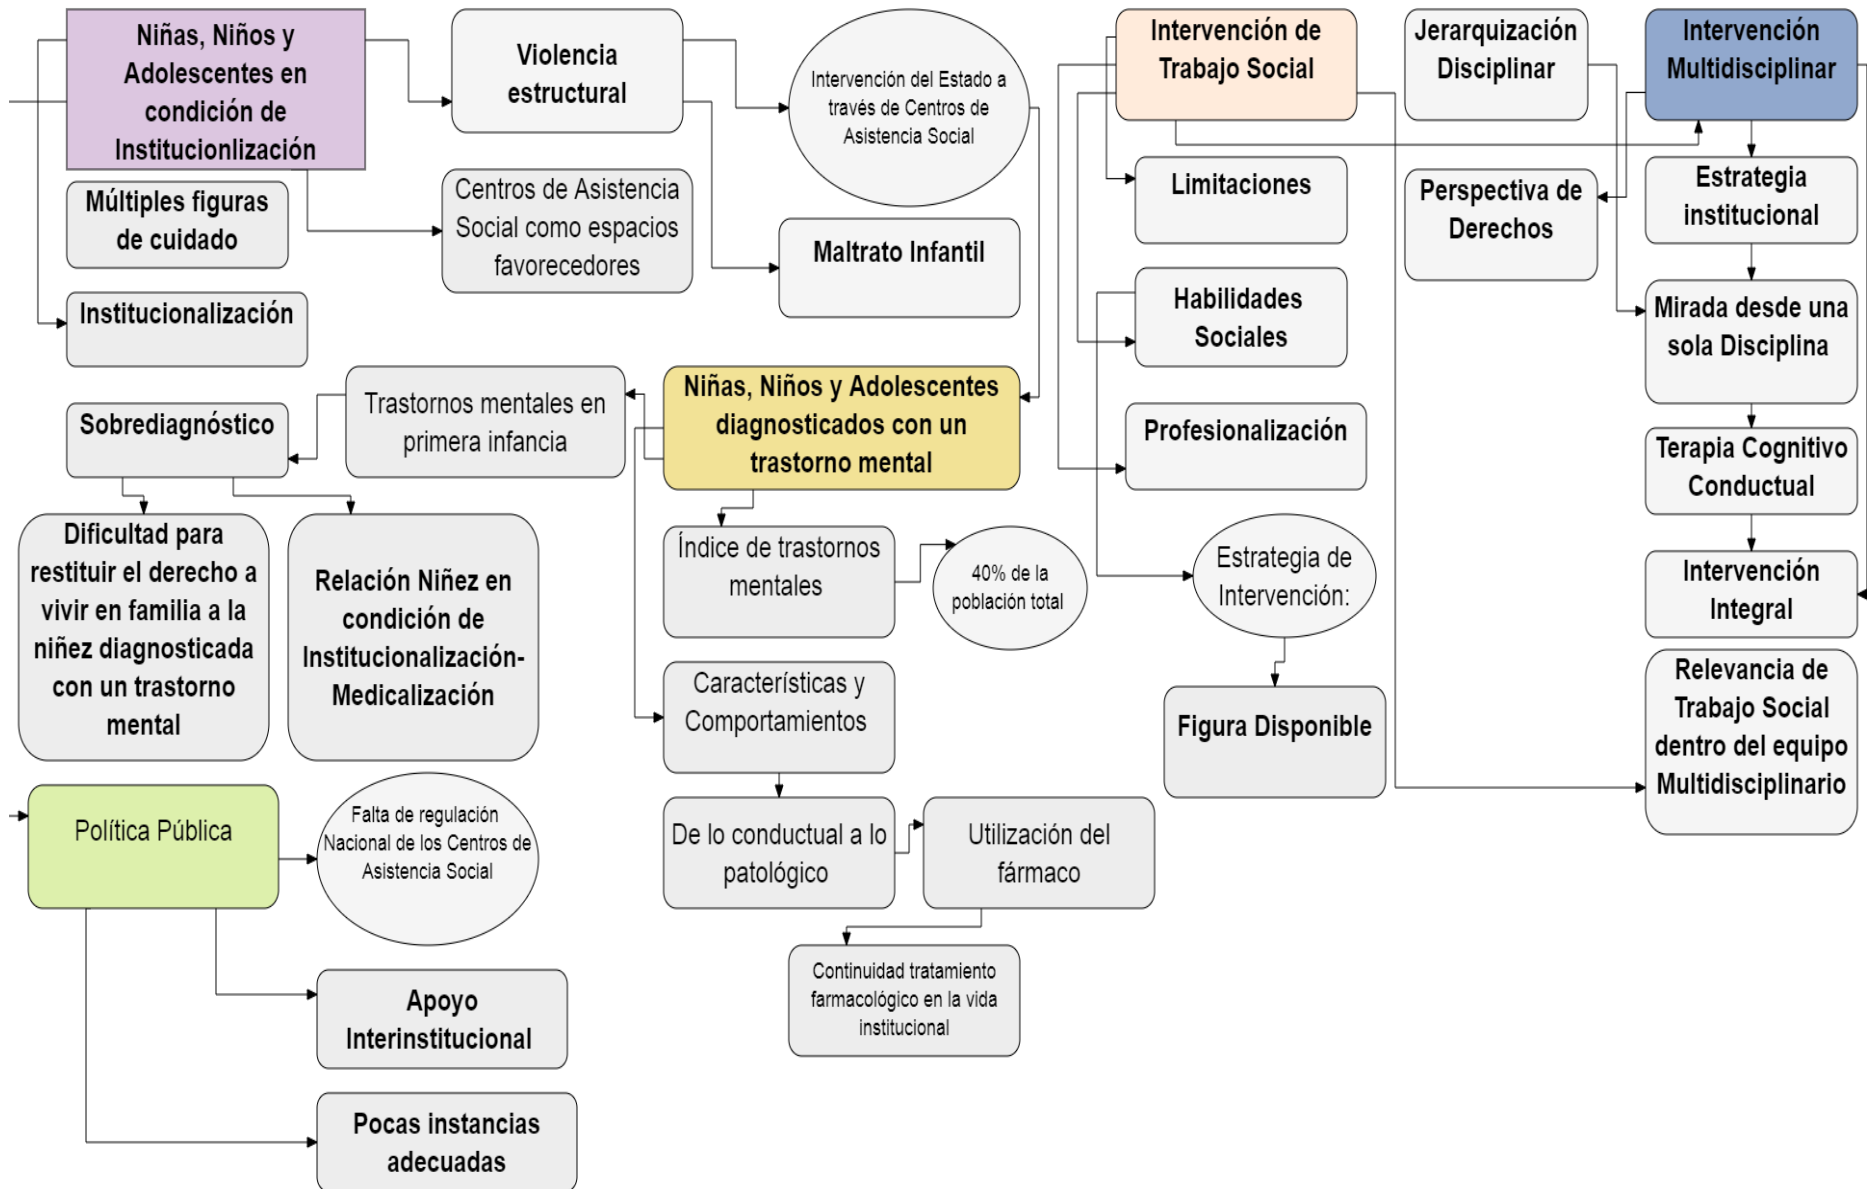 Niñas, Niños y
Adolescentes en
condición de
Institucionlización
Violencia
estructural
Intervención del Estado a
través de Centros de
Asistencia Social
Múltiples figuras
de cuidado
Centros de Asistencia
Social como espacios
favorecedores
Maltrato Infantil
Institucionalización
Trastornos mentales en
primera infancia
Niñas, Niños y Adolescentes
diagnosticados con un
trastorno mental
Sobrediagnóstico
Dificultad para
restituir el derecho a
vivir en familia a la
niñez diagnosticada
con un trastorno
mental
Relación Niñez en
condición de
Institucionalización-
Medicalización
Índice de trastornos
mentales
40% de la
población total
Características y
Comportamientos
De lo conductual a lo
patológico
Utilización del
fármaco
Continuidad tratamiento
farmacológico en la vida
institucional
Política Pública
Falta de regulación
Nacional de los Centros de
Asistencia Social
Apoyo
Interinstitucional
Pocas instancias
adecuadas
Intervención de
Trabajo Social
Limitaciones
Habilidades
Sociales
Profesionalización
Estrategia de
Intervención:
Figura Disponible
Jerarquización
Disciplinar
Intervención
Multidisciplinar
Perspectiva de
Derechos
Estrategia
institucional
Mirada desde una
sola Disciplina
Terapia Cognitivo
Conductual
Intervención
Integral
Relevancia de
Trabajo Social
dentro del equipo
Multidisciplinario